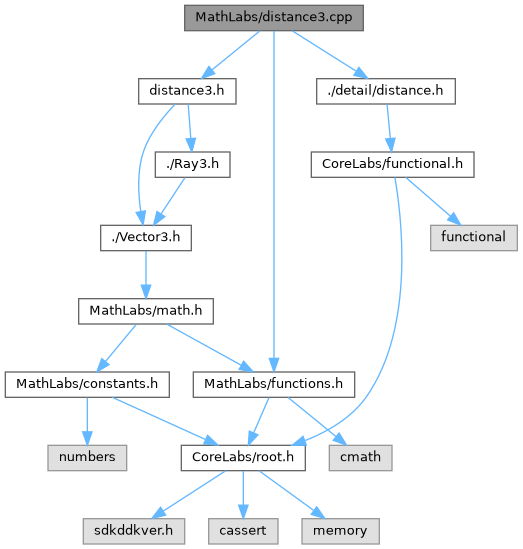 MathLabs/distance3.cpp
distance3.h
./detail/distance.h
./Ray3.h
CoreLabs/functional.h
./Vector3.h
functional
MathLabs/math.h
MathLabs/constants.h
MathLabs/functions.h
numbers
CoreLabs/root.h
cmath
sdkddkver.h
cassert
memory